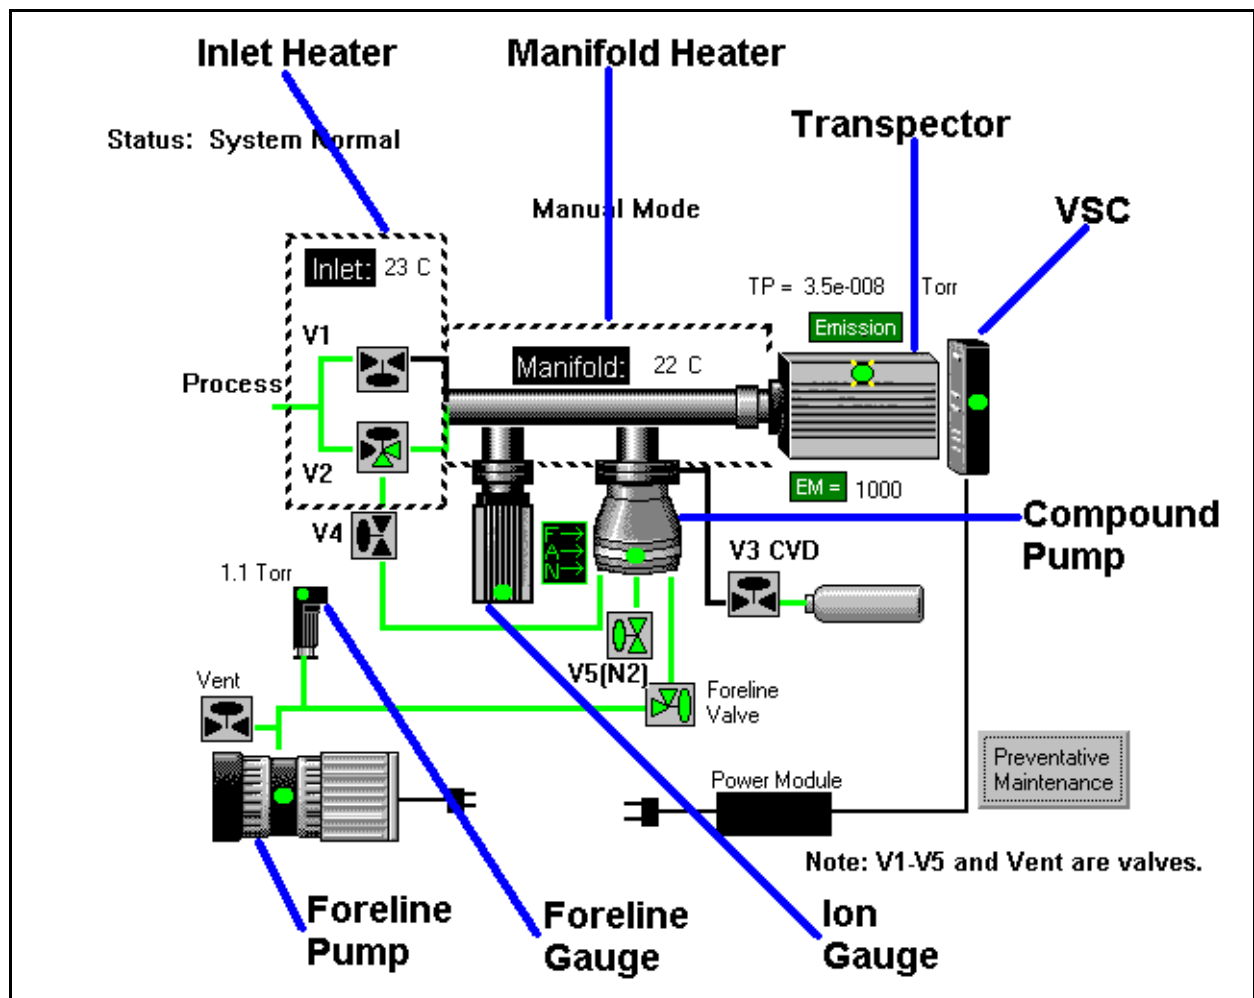 Inlet Heater
Manifold Heater
Transpector
Status: System Normal
Manual Mode
VSC
Inlet: 23 C
TP = 3.5e-008 Torr
Emission
V1
Manifold: 22 C
Process
V2
EM = 1000
Compound
Pump
V4
F
A
N
V3 CVD
1.1 Torr
V5(N2)
Vent
Foreline
Valve
Preventative
Maintenance
Power Module
Note: V1-V5 and Vent are valves.
Foreline
Pump
Foreline
Gauge
Ion
Gauge